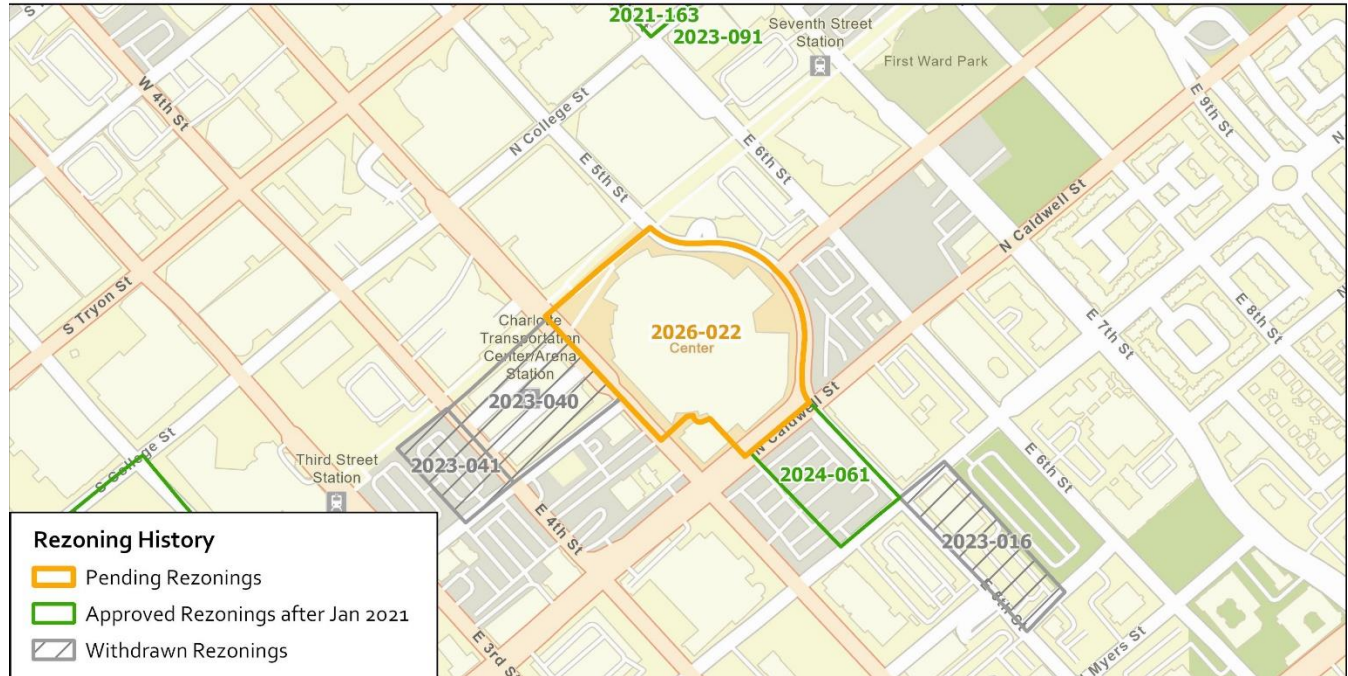 2021-163
2023-091
Seventh Street
Station
First Ward Park
W 4th St
N College St
E 5th St
E 6th St
E 9th St
N Caldwell St
E 8th St
E 7th St
S Tryon St
Charlotte
Transportation
Center/Arena
Station
2026-022
Center
2023-040
2023-041
S College St
Third Street
Station
N Caldwell St
2024-061
E 6th St
2023-016
E 4th St
E 5th St
E 3rd St
N Myers St
Rezoning History
Pending Rezonings
Approved Rezonings after Jan 2021
Withdrawn Rezonings